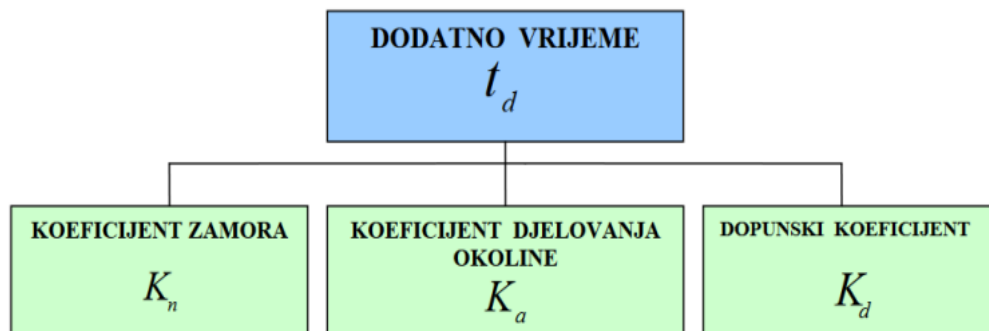 DODATNO VRIJEME
t_d
KOEFICIJENT ZAMORA
K_n
KOEFICIJENT DJELOVANJA
OKOLINE
K_a
DOPUNSKI KOEFICIJENT
K_d